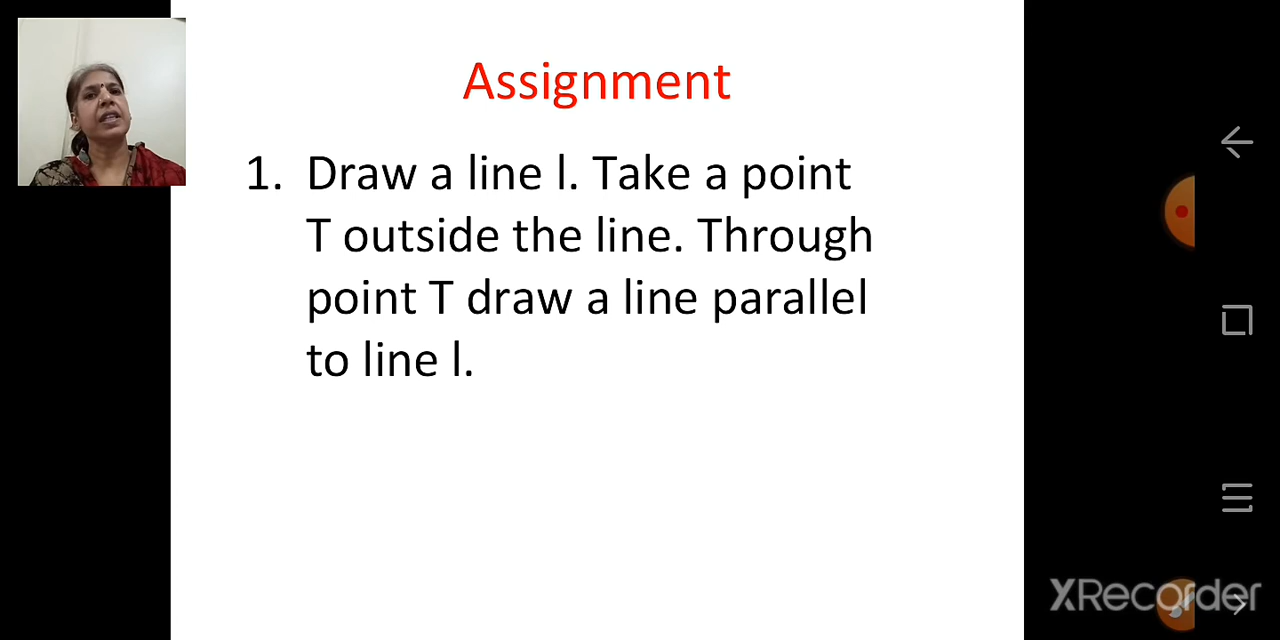 Assignment
1. Draw a line l. Take a point
T outside the line. Through
point T draw a line parallel
to line l.
XRecorder